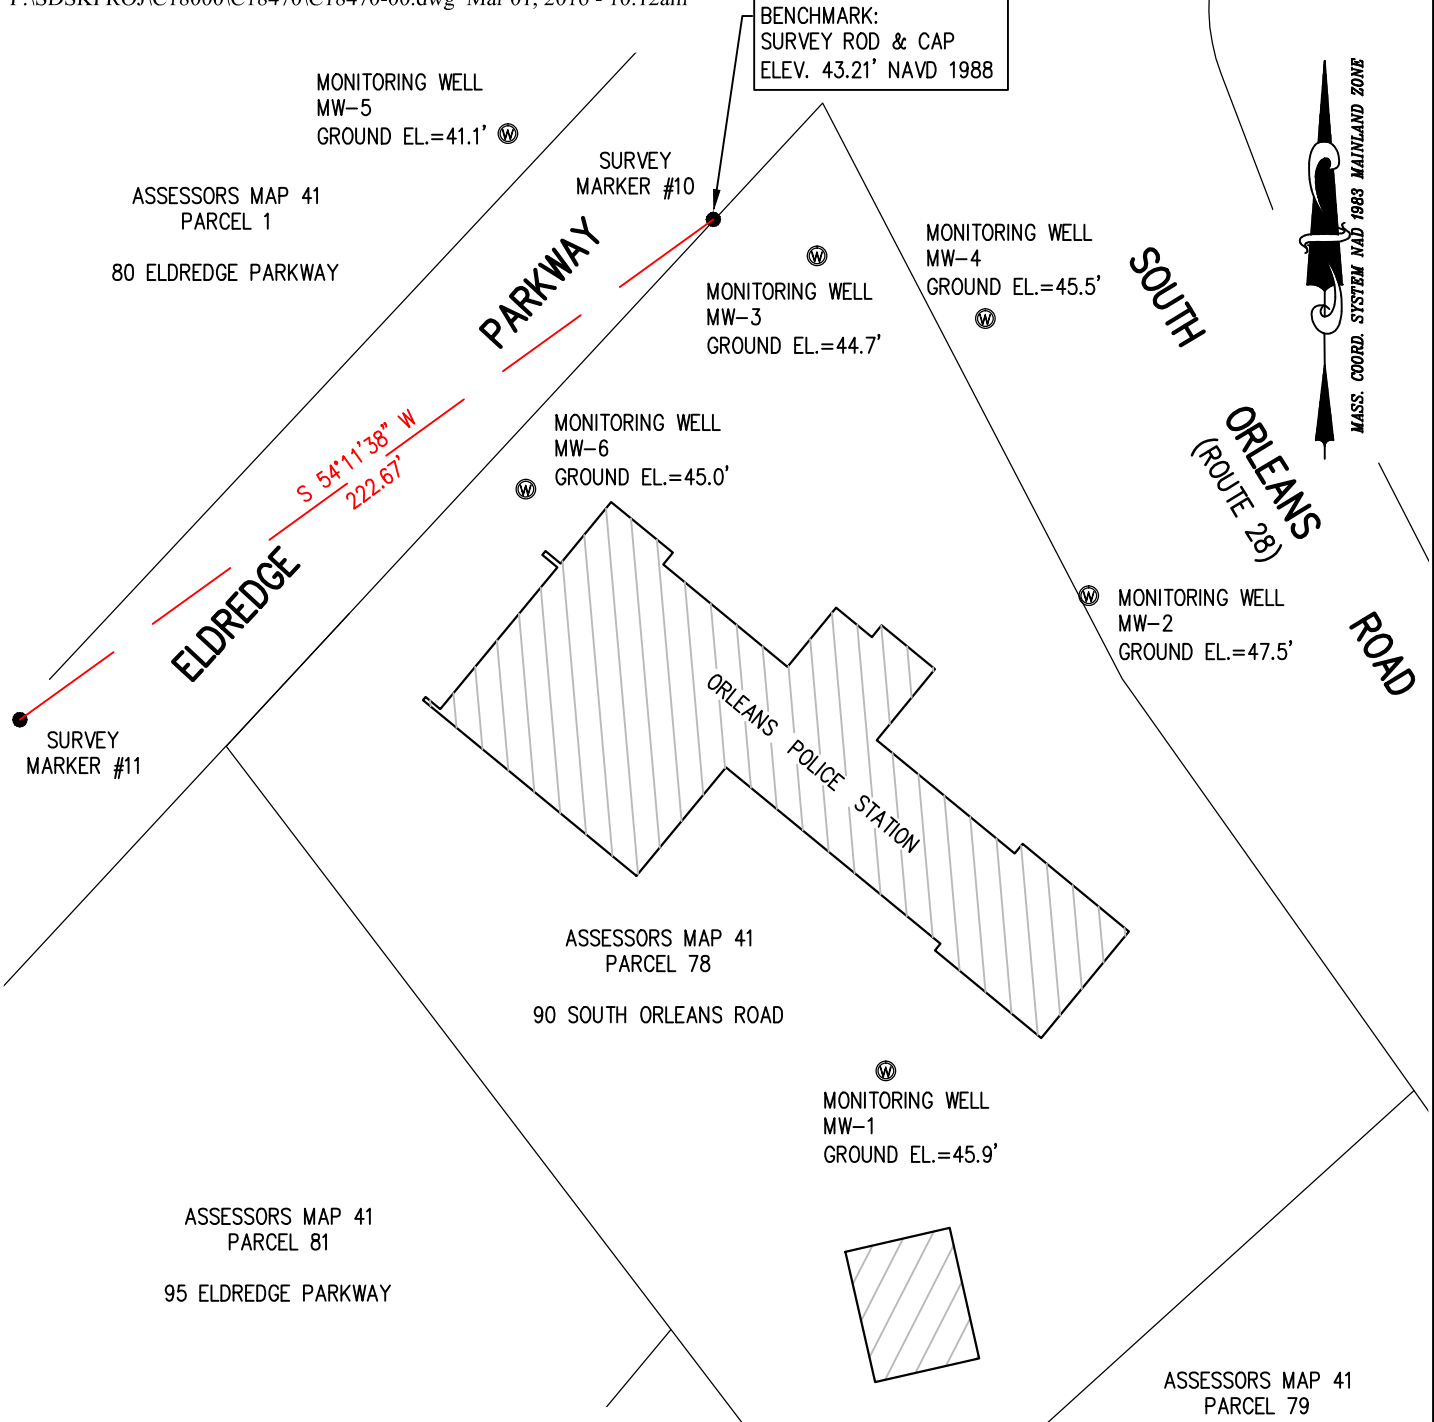 BENCHMARK:
SURVEY ROD & CAP
ELEV. 43.21' NAVD 1988
MONITORING WELL
MW-5
GROUND EL.=41.1'
W
SURVEY
MARKER #10
ASSESSORS MAP 41
PARCEL 1
80 ELDREDGE PARKWAY
ELDREDGE PARKWAY
MONITORING WELL
MW-4
GROUND EL.=45.5'
W
W
MONITORING WELL
MW-3
GROUND EL.=44.7'
SOUTH ORLEANS ROAD
(ROUTE 28)
MASS. COORD. SYSTEM NAD 1983 MAINLAND ZONE
S 54°11'38" W
222.67'
MONITORING WELL
MW-6
GROUND EL.=45.0'
W
W
MONITORING WELL
MW-2
GROUND EL.=47.5'
SURVEY
MARKER #11
ORLEANS POLICE STATION
ASSESSORS MAP 41
PARCEL 78
90 SOUTH ORLEANS ROAD
W
MONITORING WELL
MW-1
GROUND EL.=45.9'
ASSESSORS MAP 41
PARCEL 81
95 ELDREDGE PARKWAY
ASSESSORS MAP 41
PARCEL 79